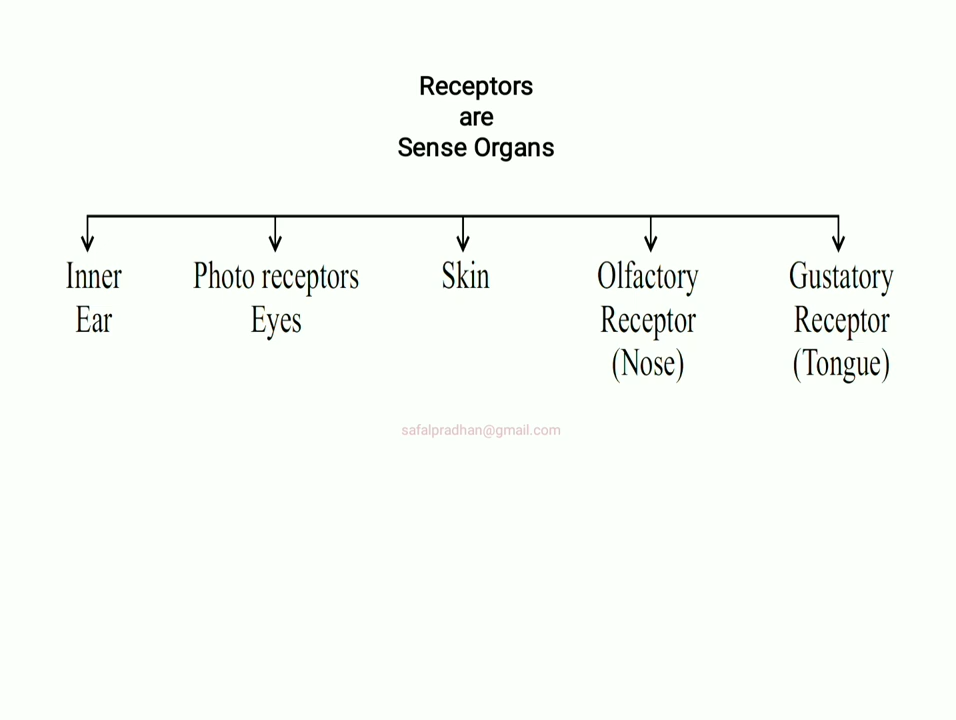 Receptors
are
Sense Organs
Inner
Ear
Photo receptors
Eyes
Skin
Olfactory
Receptor
(Nose)
Gustatory
Receptor
(Tongue)
safalpradhan@gmail.com